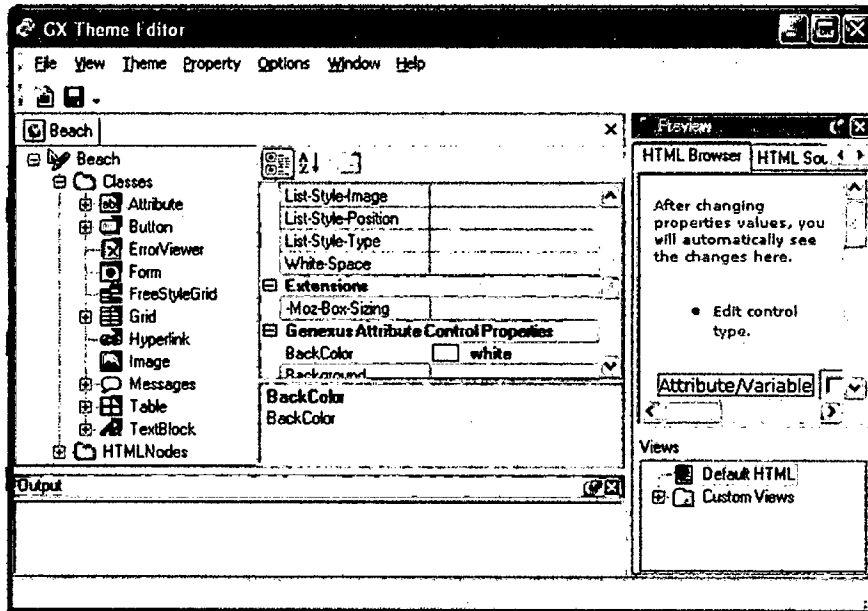 GX Theme Editor
File View Theme Property Options Window Help
Beach
Beach
Classes
Attribute
Button
ErrorViewer
Form
FreeStyleGrid
Grid
Hyperlink
Image
Messages
Table
TextBlock
HTMLNodes
List-Style-Image
List-Style-Position
List-Style-Type
White-Space
Extensions
-Moz-Box-Sizing
Genexus Attribute Control Properties
BackColor white
Background
BackColor
BackColor
Output
Preview
HTML Browser HTML Sou
After changing
properties values, you
will automatically see
the changes here.
• Edit control
type.
Attribute/Variable
Views
Default HTML
Custom Views